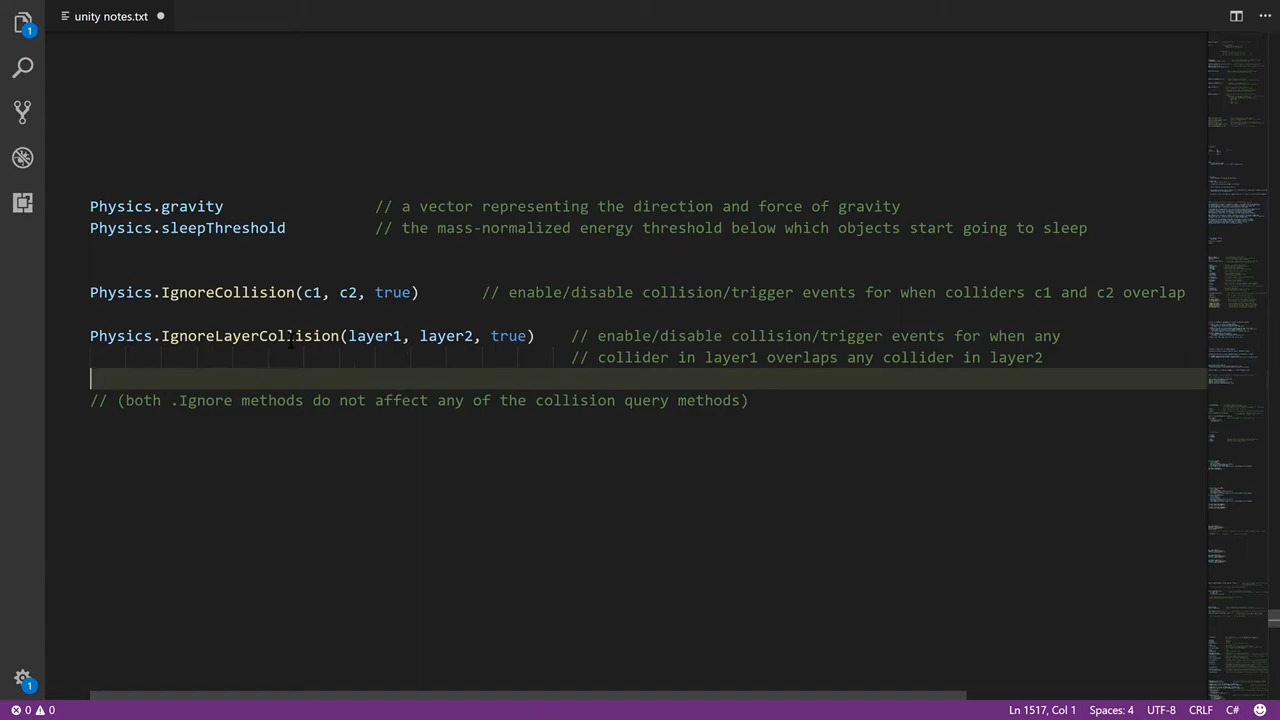 unity notes.txt
1
Physics.gravity // a vector representing the direction and force of gravity
Physics.sleepThreshold // the mass-normalized energy threshold below which objects start going to sleep
Physics.IgnoreCollision(c1, c2, true) // enable/disable collision/trigger events for when colliders c1 and c2 overlap
Physics.IgnoreLayerCollision(layer1, layer2, true) // enable/disable collision/trigger events for when any
// collider in layer1 overlaps any collider in layer2
// (both .Ignore methods do not affect any of the collision query methods)
1
0 0 Ln 1517, Col 1 Spaces: 4 UTF-8 CRLF C#